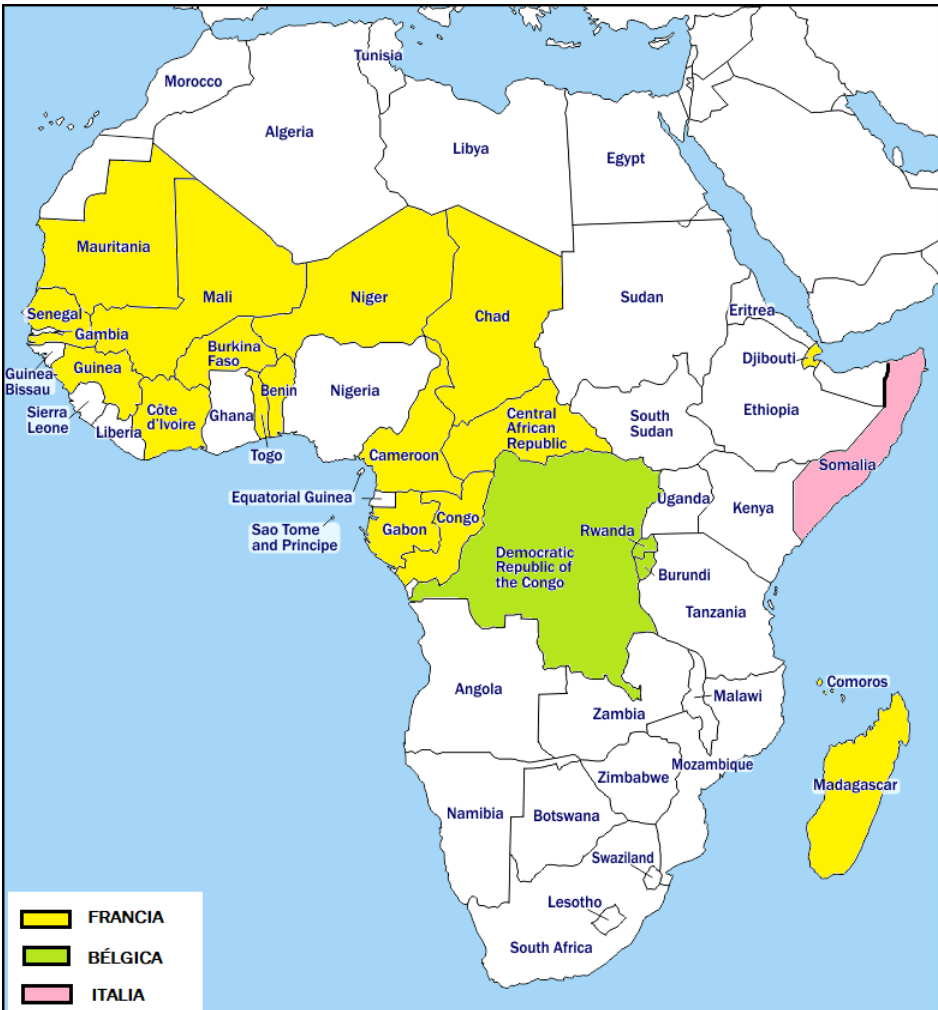 Tunisia
Morocco
Algeria
Libya
Egypt
Mauritania
Mali
Niger
Chad
Sudan
Eritrea
Senegal
Gambia
Burkina
Faso
Djibouti
Guinea
Guinea-
Bissau
Benin
Nigeria
Côte
d'Ivoire
Ghana
Sierra
Leone
Liberia
Togo
Central
African
Republic
South
Sudan
Ethiopia
Cameroon
Somalia
Equatorial Guinea
Uganda
Kenya
Sao Tome
and Principe
Gabon
Congo
Rwanda
Democratic
Republic of
the Congo
Burundi
Tanzania
Comoros
Angola
Malawi
Zambia
Mozambique
Zimbabwe
Madagascar
Namibia
Botswana
Swaziland
Lesotho
South Africa
FRANCIA
BÉLGICA
ITALIA